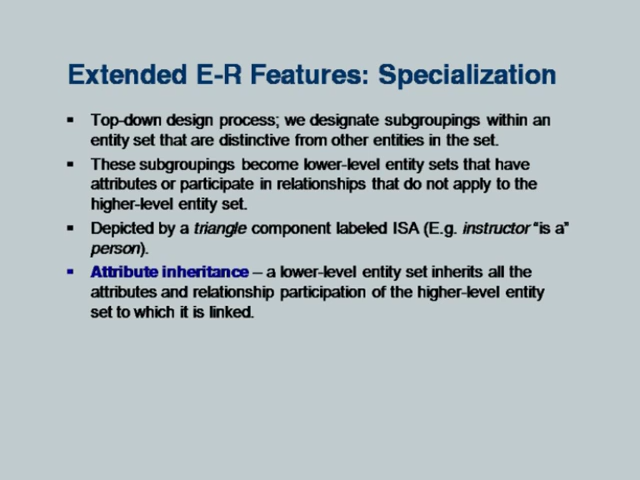 Extended E-R Features: Specialization
▪ Top-down design process; we designate subgroupings within an
entity set that are distinctive from other entities in the set.
▪ These subgroupings become lower-level entity sets that have
attributes or participate in relationships that do not apply to the
higher-level entity set.
▪ Depicted by a triangle component labeled ISA (E.g. instructor “is a”
person).
▪ Attribute inheritance – a lower-level entity set inherits all the
attributes and relationship participation of the higher-level entity
set to which it is linked.